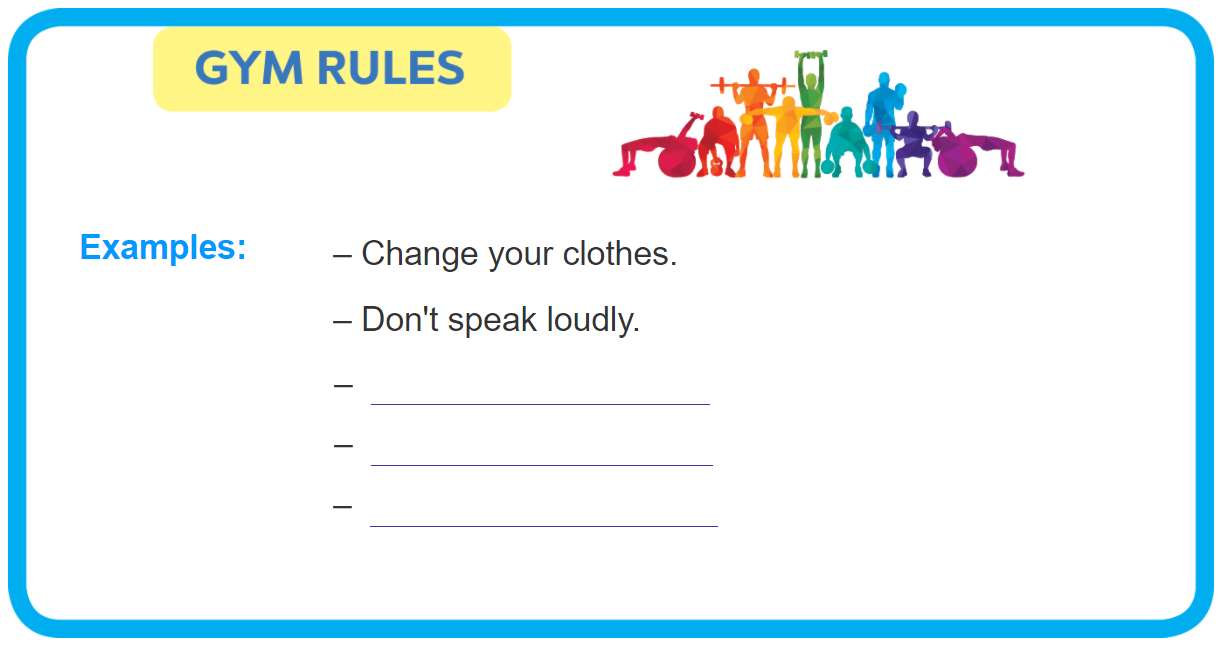 GYM RULES
Examples:
– Change your clothes.
– Don't speak loudly.
–
–
–